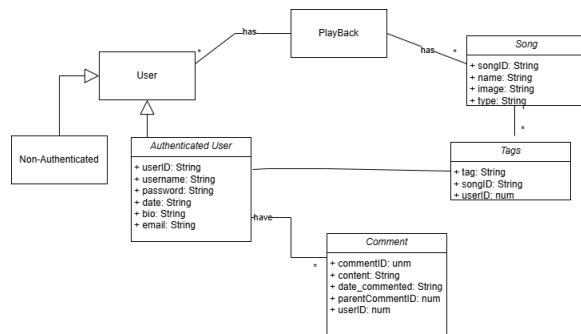 has
PlayBack
*
User
has
*
Song
+ songID: String
+ name: String
+ image: String
+ type: String
*
Non-Authenticated
Authenticated User
+ userID: String
+ username: String
+ password: String
+ date: String
+ bio: String
+ email: String
Tags
+ tag: String
+ songID: String
+ userID: num
have
*
Comment
+ commentID: unm
+ content: String
+ date_commented: String
+ parentCommentID: num
+ userID: num